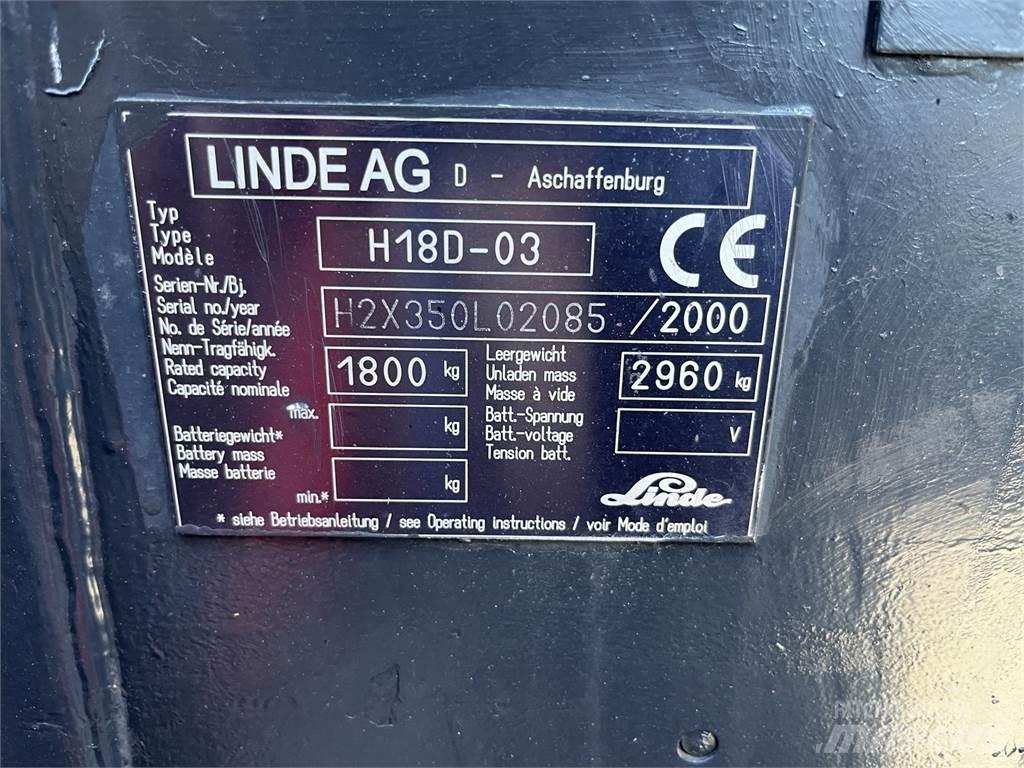 LINDE AG D - Aschaffenburg
Typ
Type
Modèle
H18D-03
CE
Serien-Nr./Bj.
Serial no./year
No. de Série/année
H2X350L02085 /2000
Nenn-Tragfähigk.
Rated capacity
Capacité nominale
1800 kg
Leergewicht
Unladen mass
Masse à vide
2960 kg
max.
kg
Batteriegewicht*
Battery mass
Masse batterie
min.*
kg
Batt.-Spannung
Batt.-voltage
Tension batt.
V
Linde
* siehe Betriebsanleitung / see Operating instructions / voir Mode d'emploi